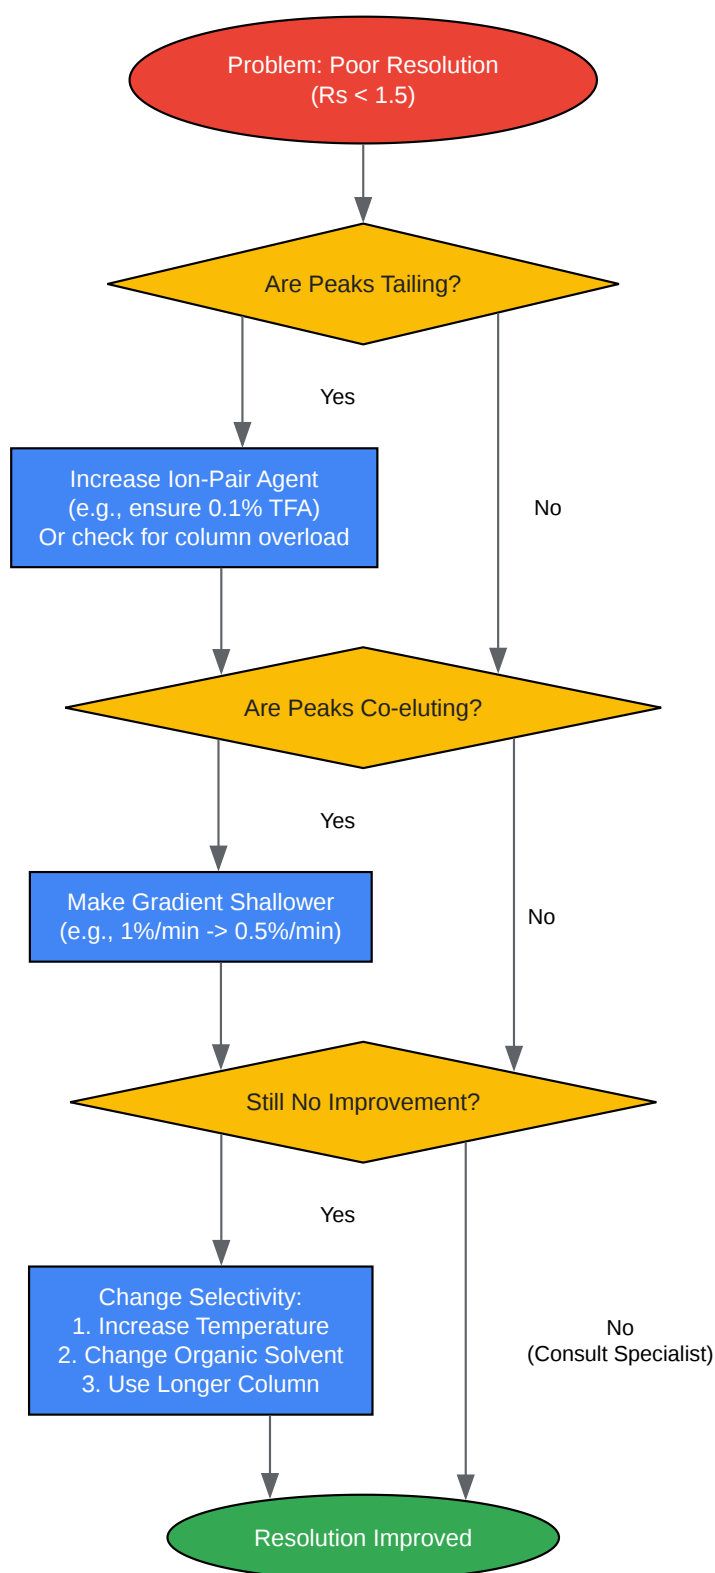 Problem: Poor Resolution
(Rs < 1.5)
Are Peaks Tailing?
Yes
Increase Ion-Pair Agent
(e.g., ensure 0.1% TFA)
Or check for column overload
No
Are Peaks Co-eluting?
Yes
Make Gradient Shallower
(e.g., 1%/min -> 0.5%/min)
No
Still No Improvement?
Yes
Change Selectivity:
1. Increase Temperature
2. Change Organic Solvent
3. Use Longer Column
No
(Consult Specialist)
Resolution Improved